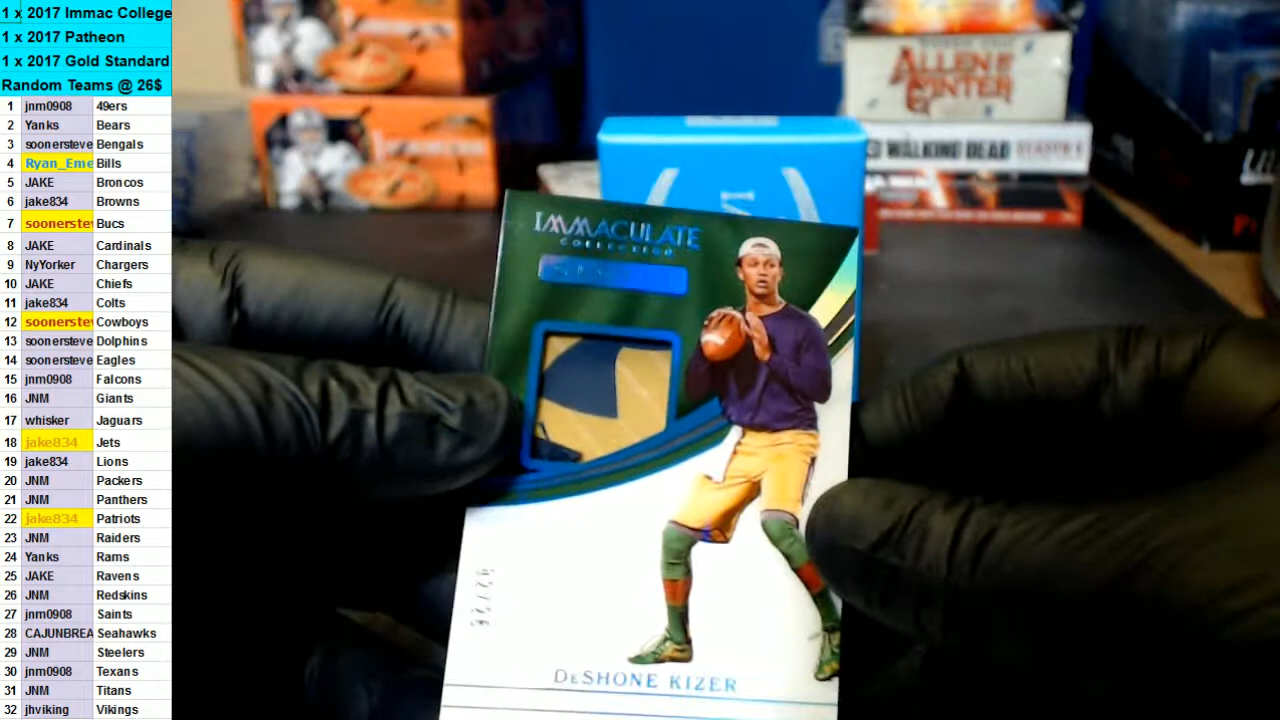 1 x 2017 Immac College
1 x 2017 Patheon
1 x 2017 Gold Standard
Random Teams @ 26$
1 jnm0908 49ers
2 Yanks Bears
3 soonersteve Bengals
4 Ryan_Eme Bills
5 JAKE Broncos
6 jake834 Browns
7 soonerstev Bucs
8 JAKE Cardinals
9 NyYorker Chargers
10 JAKE Chiefs
11 jake834 Colts
12 soonerstev Cowboys
13 soonersteve Dolphins
14 soonersteve Eagles
15 jnm0908 Falcons
16 JNM Giants
17 whisker Jaguars
18 jake834 Jets
19 jake834 Lions
20 JNM Packers
21 JNM Panthers
22 jake834 Patriots
23 JNM Raiders
24 Yanks Rams
25 JAKE Ravens
26 JNM Redskins
27 jnm0908 Saints
28 CAJUNBREA Seahawks
29 JNM Steelers
30 jnm0908 Texans
31 JNM Titans
32 jhviking Vikings
ALLEN &
GINTER
WALKING DEAD
IMMACULATE
COLLECTION
DESHONE KIZER